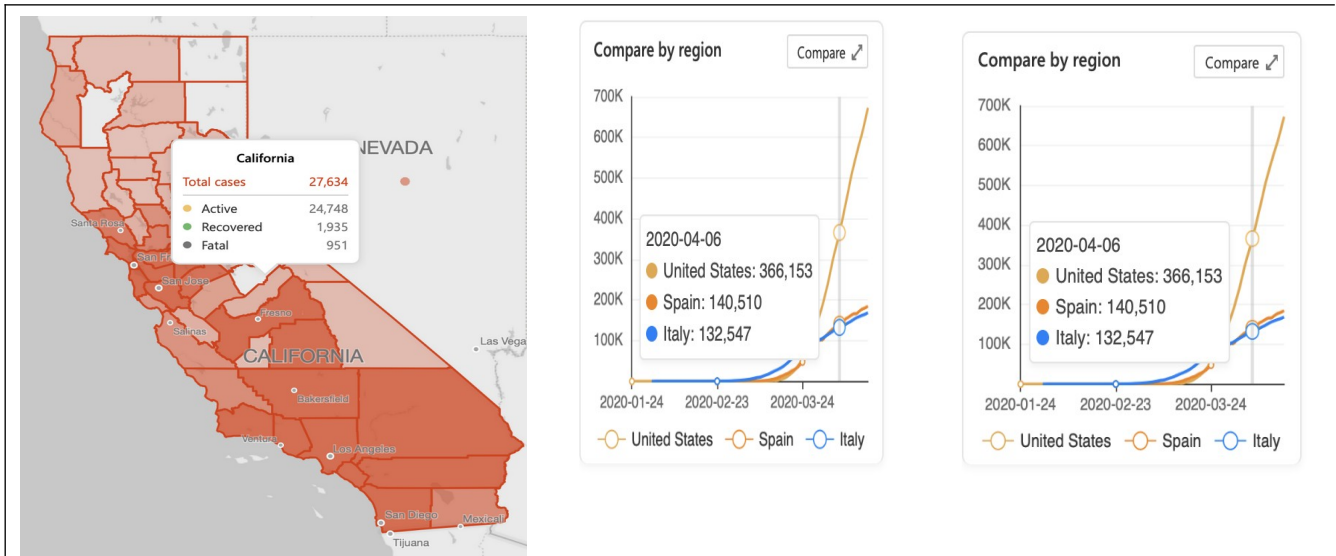 NEVADA
California
Total cases 27,634
Active 24,748
Recovered 1,935
Fatal 951
Santa Rosa
San Fr
San Jose
Fresno
Salinas
Las Vega
CALIFORNIA
Bakersfield
Ventura
Los Angeles
San Diego
Mexicali
Tijuana
Compare by region
Compare
700K
600K
500K
400K
300K
200K
100K
2020-04-06
United States: 366,153
Spain: 140,510
Italy: 132,547
2020-01-24 2020-02-23 2020-03-24
United States Spain Italy
Compare by region
Compare
700K
600K
500K
400K
300K
200K
100K
2020-04-06
United States: 366,153
Spain: 140,510
Italy: 132,547
2020-01-24 2020-02-23 2020-03-24
United States Spain Italy